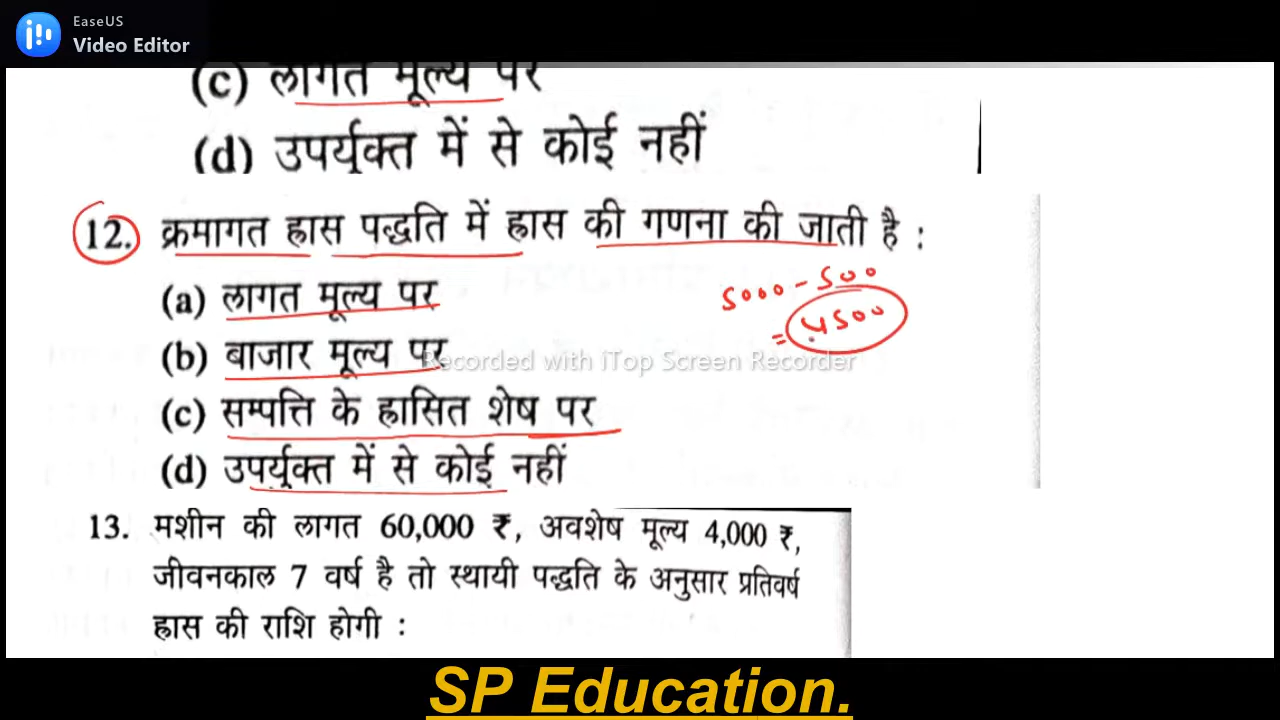 EaseUS
Video Editor
(c) लागत मूल्य पर
(d) उपर्युक्त में से कोई नहीं
12. क्रमागत ह्रास पद्धति में ह्रास की गणना की जाती है :
5000 - 500
(a) लागत मूल्य पर
= 4500
(b) बाजार मूल्य पर
Recorded with iTop Screen Recorder
(c) सम्पत्ति के ह्रासित शेष पर
(d) उपर्युक्त में से कोई नहीं
13. मशीन की लागत 60,000 ₹, अवशेष मूल्य 4,000 ₹,
जीवनकाल 7 वर्ष है तो स्थायी पद्धति के अनुसार प्रतिवर्ष
ह्रास की राशि होगी :
SP Education.